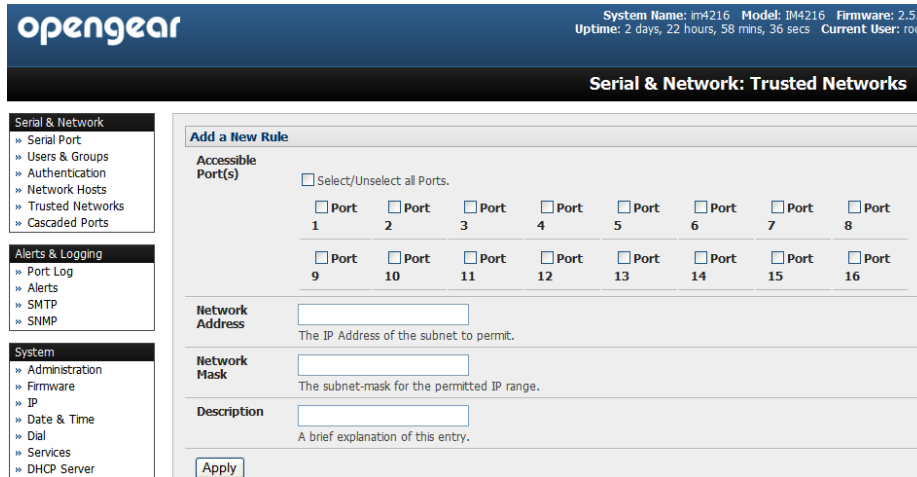 opengear
System Name: im4216 Model: IM4216 Firmware: 2.5
Uptime: 2 days, 22 hours, 58 mins, 36 secs Current User: ro
Serial & Network: Trusted Networks
Serial & Network
» Serial Port
» Users & Groups
» Authentication
» Network Hosts
» Trusted Networks
» Cascaded Ports
Alerts & Logging
» Port Log
» Alerts
» SMTP
» SNMP
System
» Administration
» Firmware
» IP
» Date & Time
» Dial
» Services
» DHCP Server
Add a New Rule
Accessible
Port(s)
Select/Unselect all Ports.
Port 1 Port 2 Port 3 Port 4 Port 5 Port 6 Port 7 Port 8
Port 9 Port 10 Port 11 Port 12 Port 13 Port 14 Port 15 Port 16
Network
Address
The IP Address of the subnet to permit.
Network
Mask
The subnet-mask for the permitted IP range.
Description
A brief explanation of this entry.
Apply